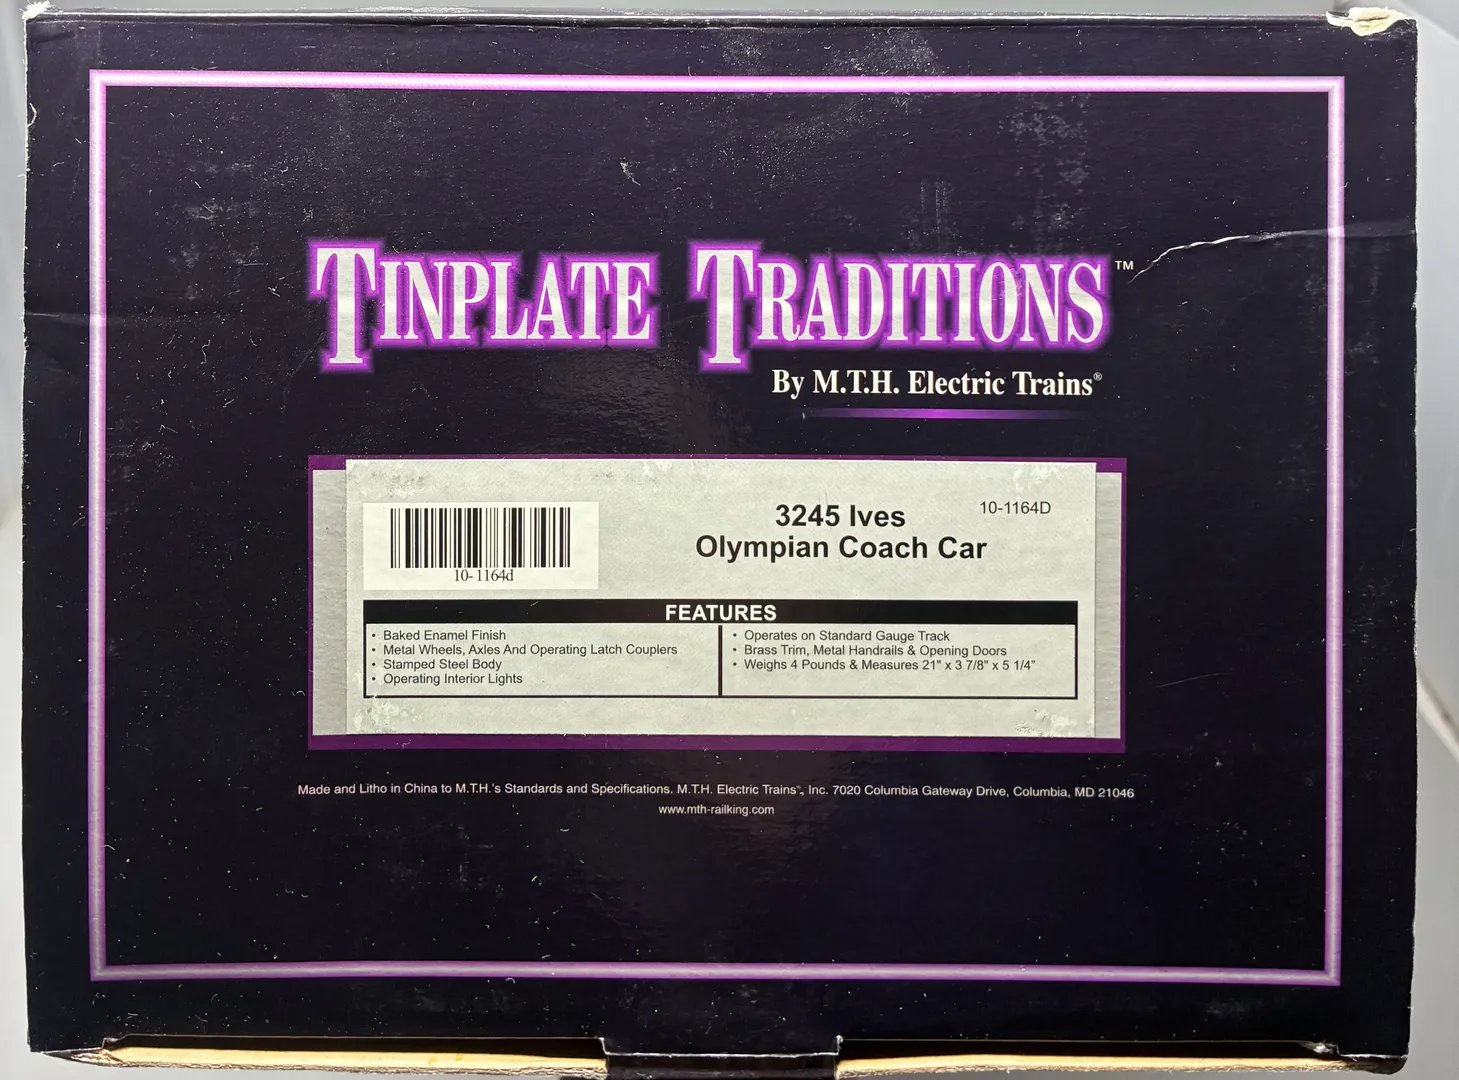 TINPLATE TRADITIONS™
By M.T.H. Electric Trains®
3245 Ives
10-1164D
Olympian Coach Car
10-1164d
FEATURES
• Baked Enamel Finish
• Metal Wheels, Axles And Operating Latch Couplers
• Stamped Steel Body
• Operating Interior Lights
• Operates on Standard Gauge Track
• Brass Trim, Metal Handrails & Opening Doors
• Weighs 4 Pounds & Measures 21" x 3 7/8" x 5 1/4"
Made and Litho in China to M.T.H.'s Standards and Specifications. M.T.H. Electric Trains®, Inc. 7020 Columbia Gateway Drive, Columbia, MD 21046
www.mth-railking.com